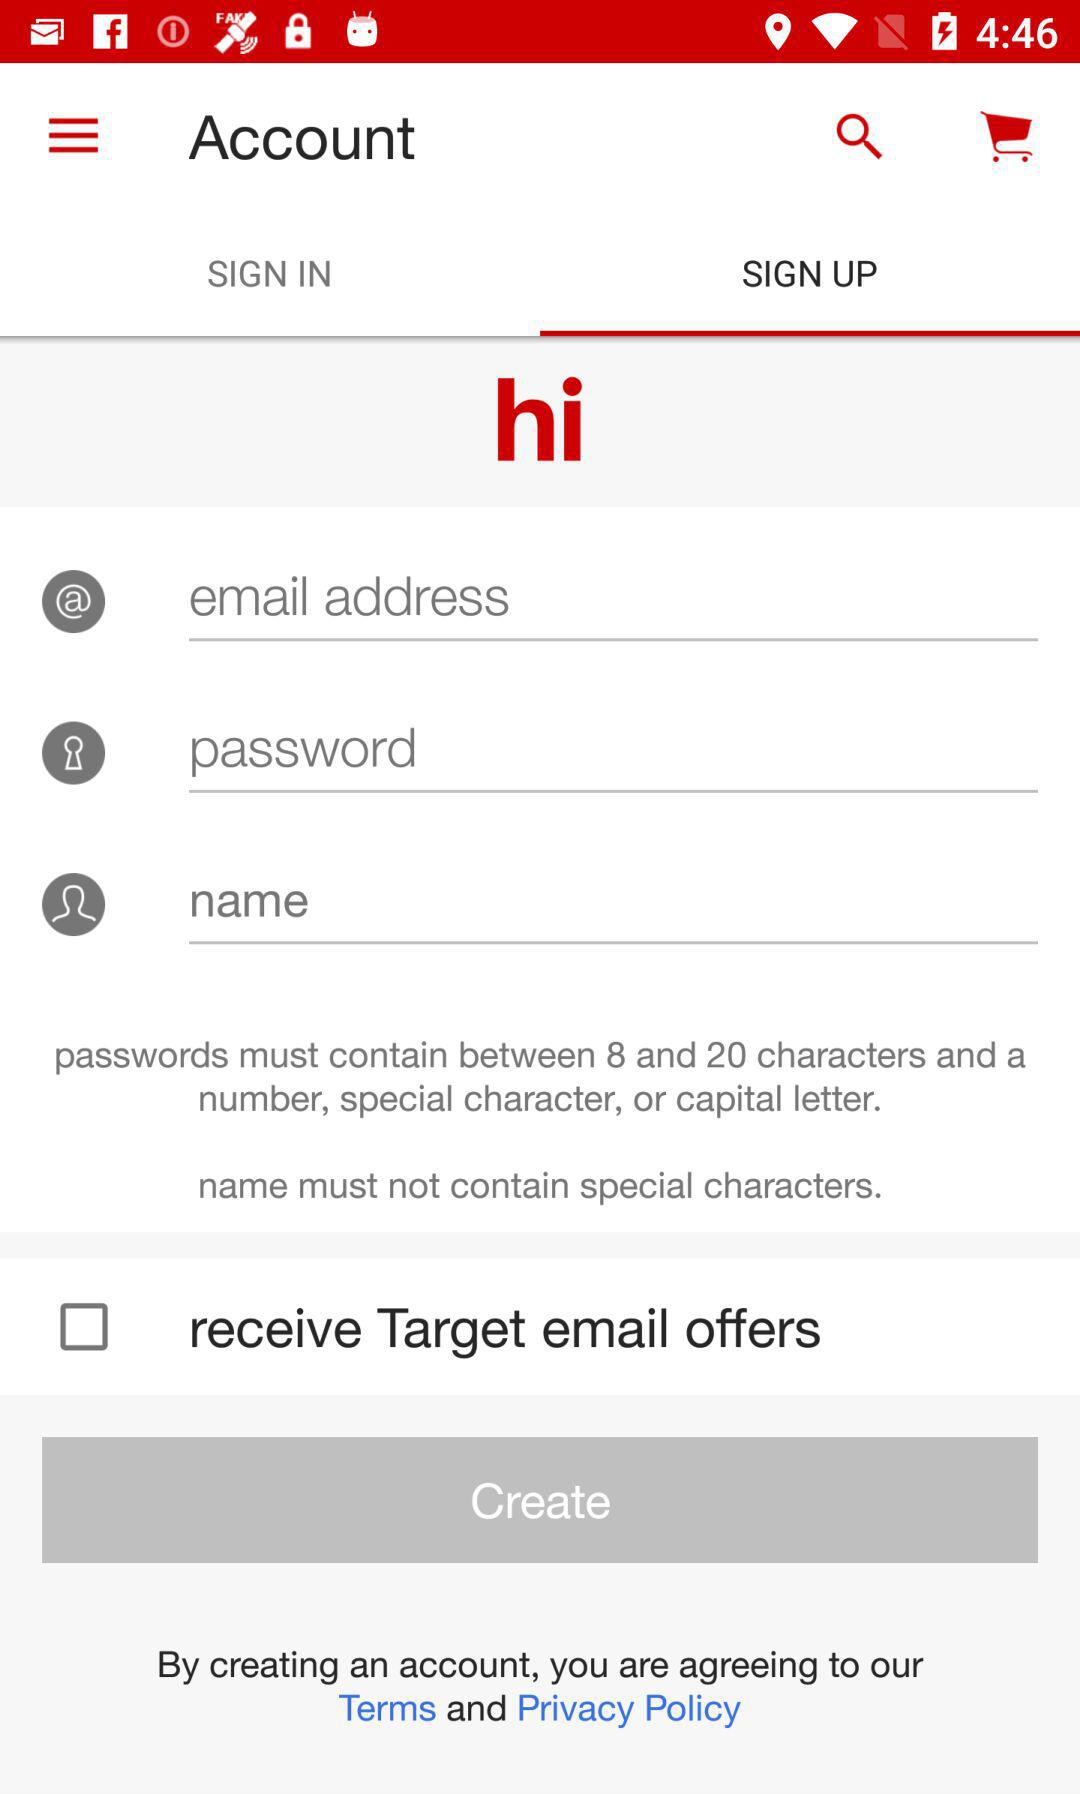 FAKE
4:46
Account
SIGN IN
SIGN UP
hi
email address
password
name
passwords must contain between 8 and 20 characters and a
number, special character, or capital letter.
name must not contain special characters.
receive Target email offers
Create
By creating an account, you are agreeing to our
Terms and Privacy Policy